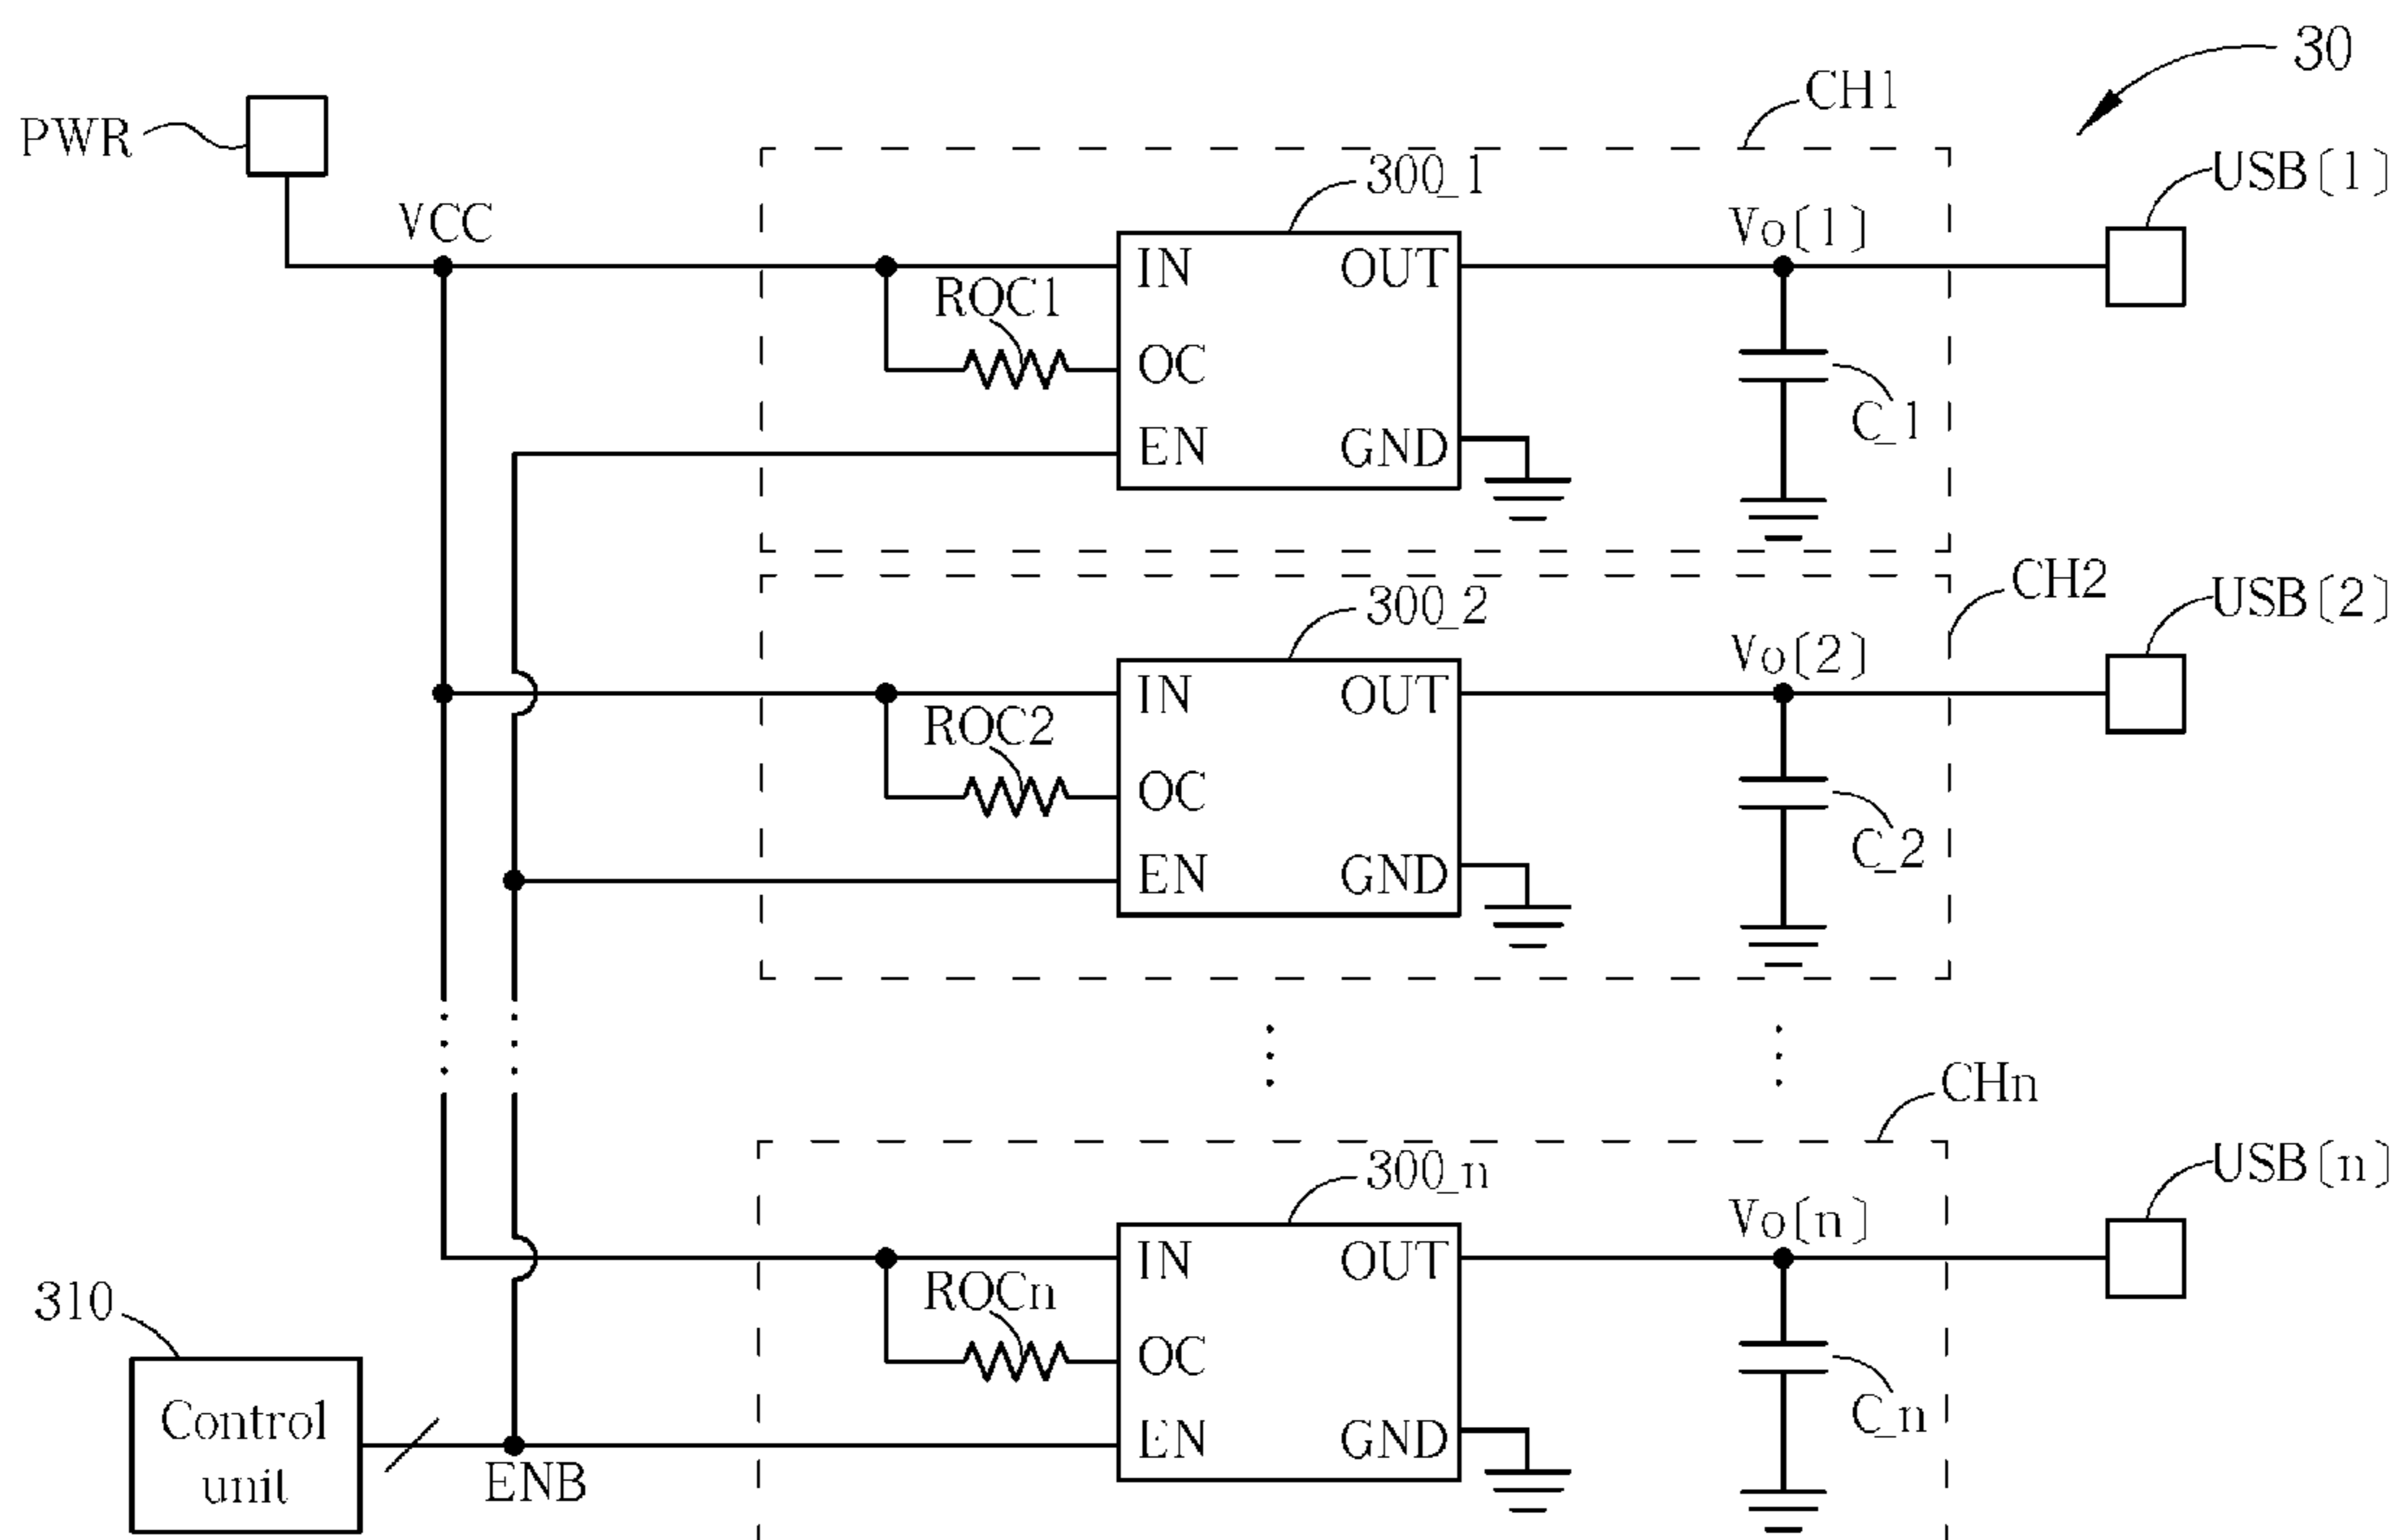 30
CH1
PWR
300_1
USB(1)
VCC
Vo(1)
IN
OUT
ROC1
OC
C_1
EN
GND
CH2
300_2
USB(2)
Vo(2)
IN
OUT
ROC2
OC
C_2
EN
GND
CHn
300_n
USB(n)
Vo(n)
IN
OUT
ROCn
310
OC
C_n
Control
unit
EN
GND
ENB